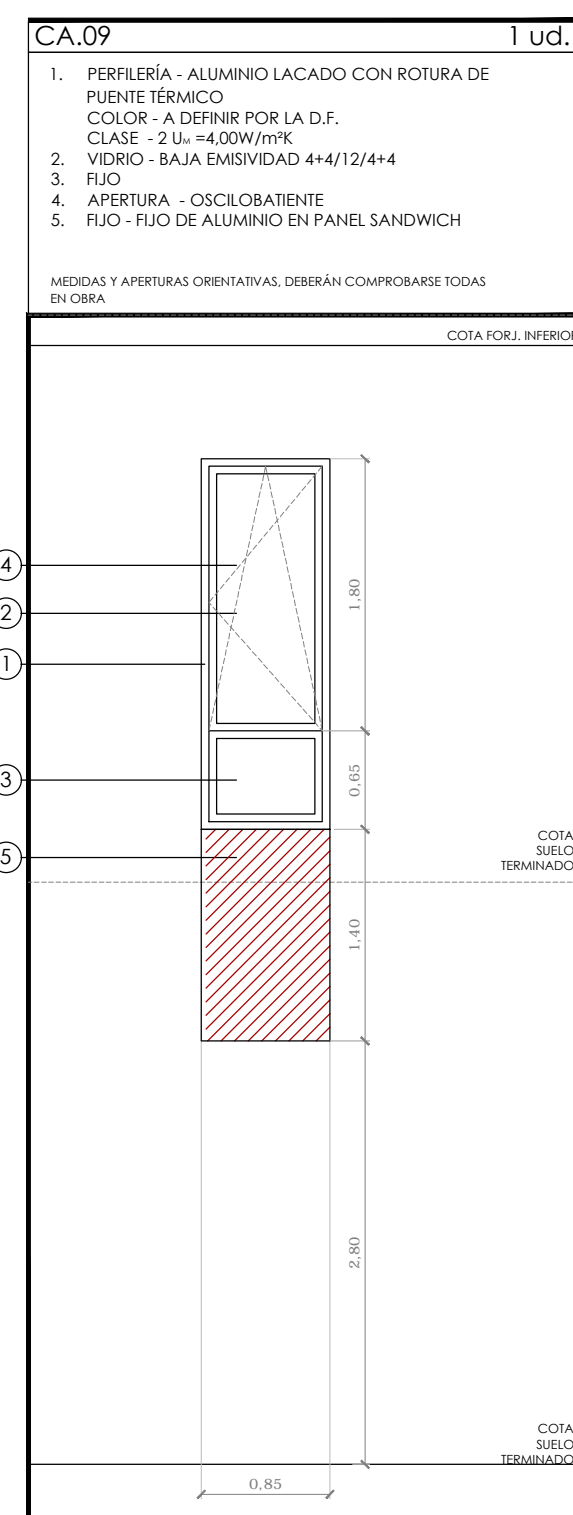 CA.09 1 ud.
1. PERFILERÍA - ALUMINIO LACADO CON ROTURA DE
PUENTE TÉRMICO
COLOR - A DEFINIR POR LA D.F.
CLASE - 2 UM =4,00W/m²K
2. VIDRIO - BAJA EMISIVIDAD 4+4/12/4+4
3. FIJO
4. APERTURA - OSCILOBATIENTE
5. FIJO - FIJO DE ALUMINIO EN PANEL SANDWICH
MEDIDAS Y APERTURAS ORIENTATIVAS, DEBERÁN COMPROBARSE TODAS
EN OBRA
COTA FORJ. INFERIOR
4
2
1,80
1
3
0,65
5
COTA
SUELO
TERMINADO
1,40
2,80
COTA
SUELO
TERMINADO
0,85